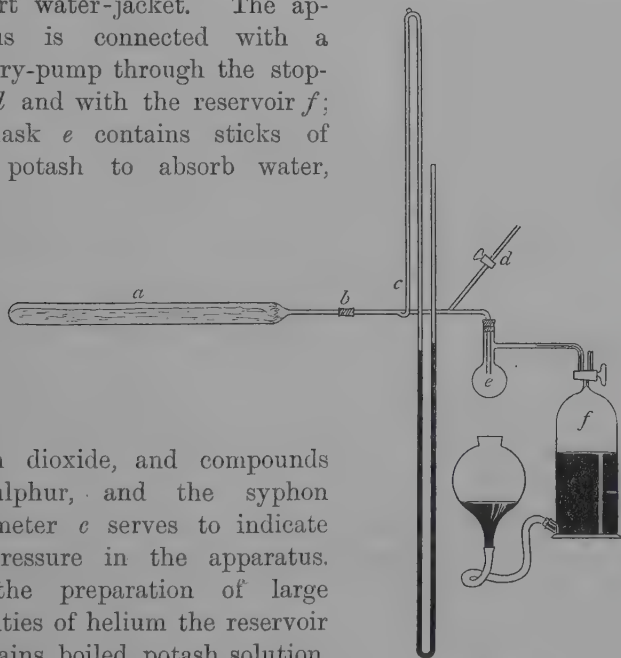 rt water-jacket. The ap-
us is connected with a
ry-pump through the stop-
l and with the reservoir f;
ask e contains sticks of
potash to absorb water,
a
b
c
d
e
f
n dioxide, and compounds
ulphur, and the syphon
meter c serves to indicate
ressure in the apparatus.
the preparation of large
ities of helium the reservoir
ains boiled potash solution,